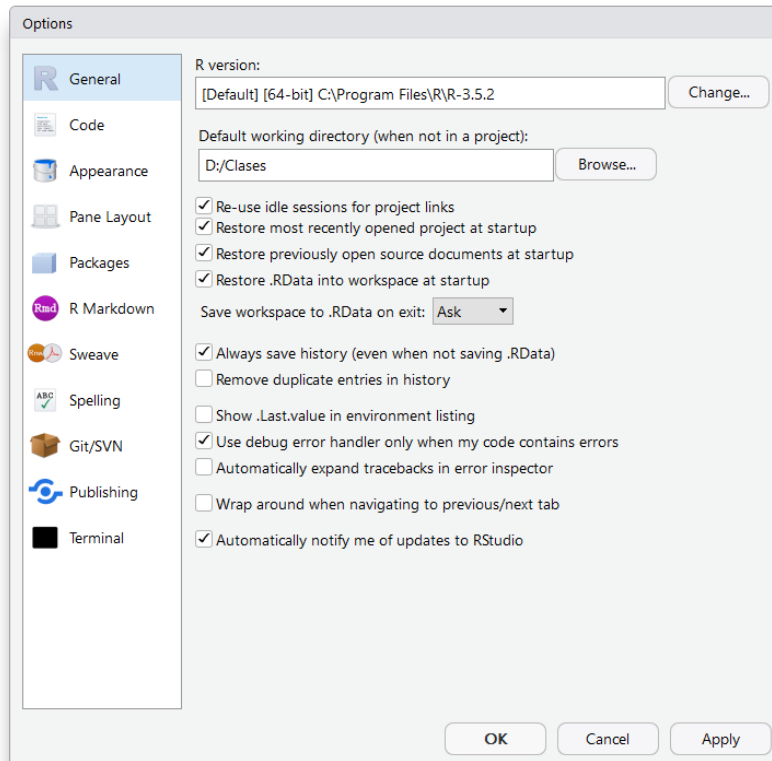 Options
General
Code
Appearance
Pane Layout
Packages
Rmd R Markdown
Rnw Sweave
ABC Spelling
Git/SVN
Publishing
Terminal
R version:
[Default] [64-bit] C:\Program Files\R\R-3.5.2 Change...
Default working directory (when not in a project):
D:/Clases Browse...
Re-use idle sessions for project links
Restore most recently opened project at startup
Restore previously open source documents at startup
Restore .RData into workspace at startup
Save workspace to .RData on exit: Ask
Always save history (even when not saving .RData)
Remove duplicate entries in history
Show .Last.value in environment listing
Use debug error handler only when my code contains errors
Automatically expand tracebacks in error inspector
Wrap around when navigating to previous/next tab
Automatically notify me of updates to RStudio
OK Cancel Apply